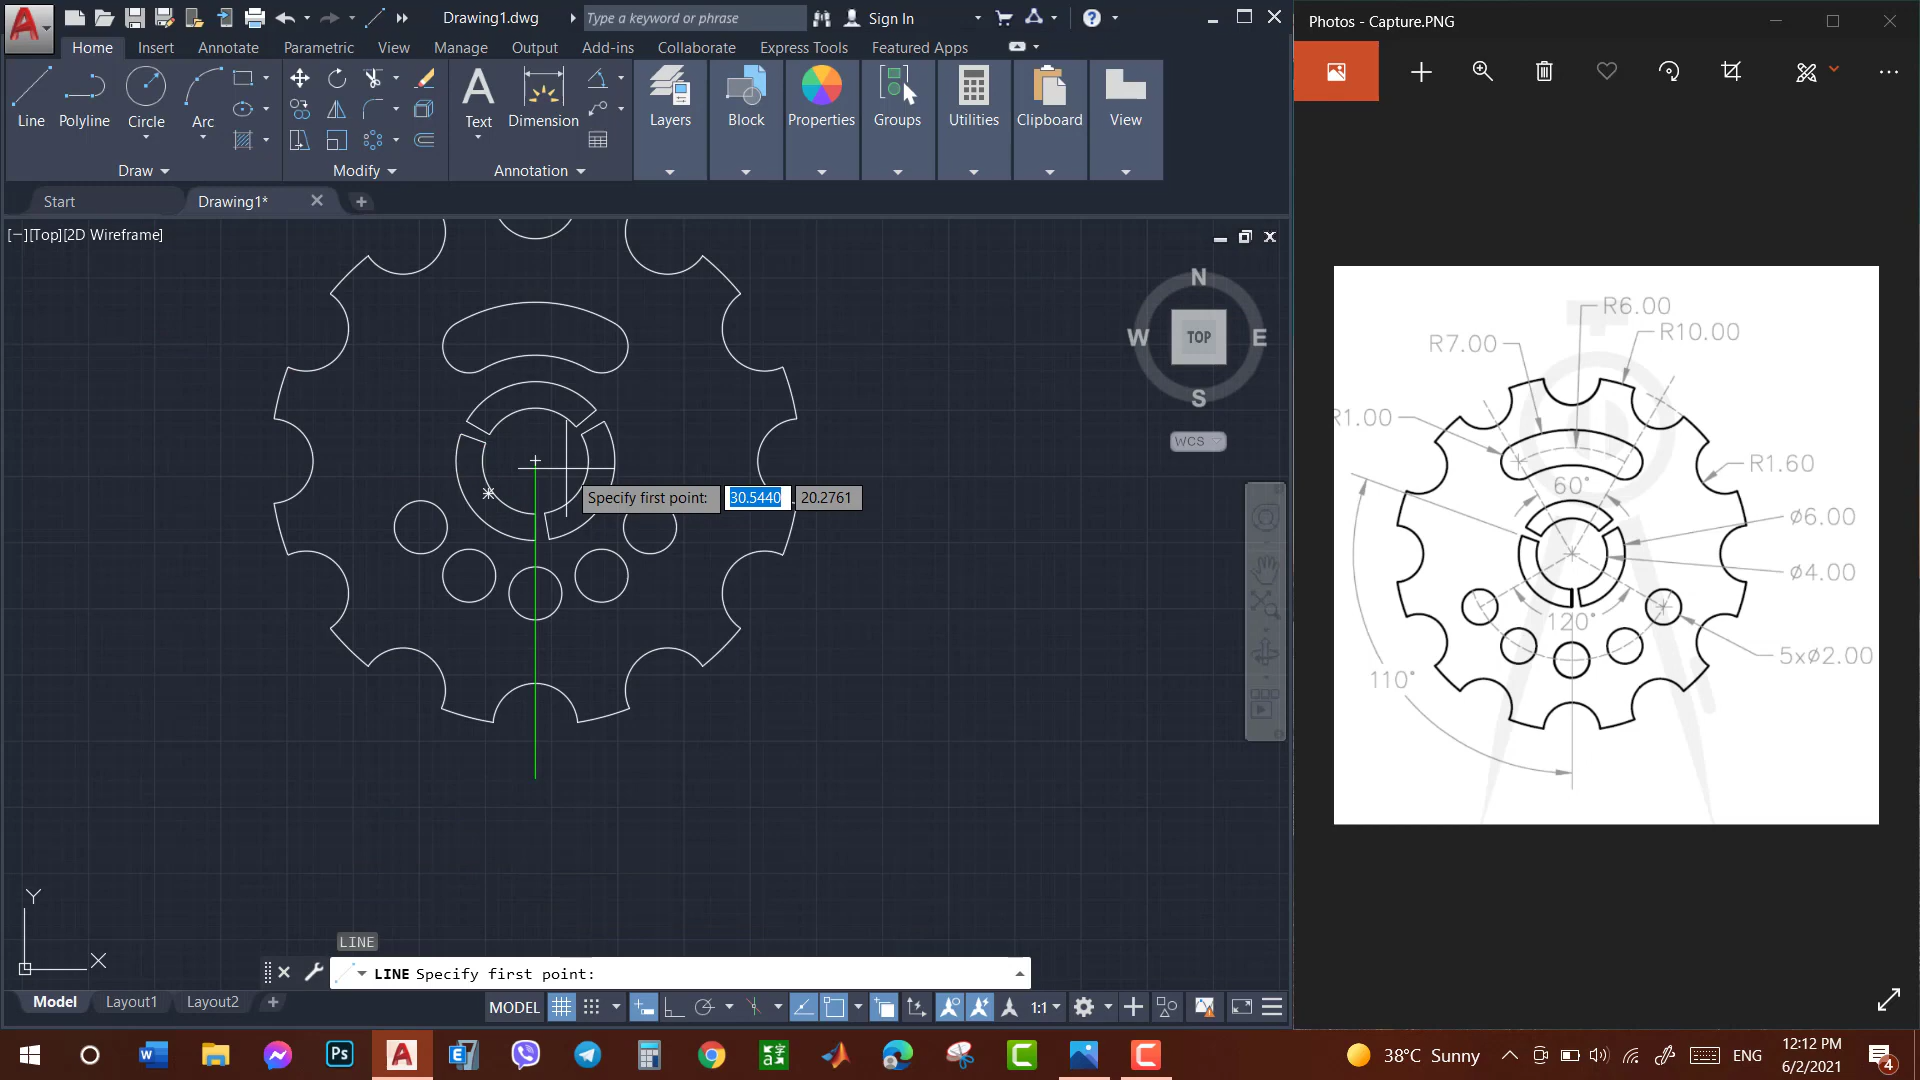 Drawing1.dwg
Type a keyword or phrase
Sign In
Home
Insert
Annotate
Parametric
View
Manage
Output
Add-ins
Collaborate
Express Tools
Featured Apps
Line
Polyline
Circle
Arc
Text
Dimension
Layers
Block
Properties
Groups
Utilities
Clipboard
View
Draw
Modify
Annotation
Start
Drawing1*
[−][Top][2D Wireframe]
N
W
TOP
E
S
WCS
Specify first point:
30.5440
20.2761
Y
X
LINE
LINE Specify first point:
Model
Layout1
Layout2
MODEL
1:1
Photos - Capture.PNG
R6.00
R10.00
R7.00
R1.00
R1.60
60°
ø6.00
ø4.00
120°
5xø2.00
110°
Ps
38°C Sunny
ENG
12:12 PM
6/2/2021
4